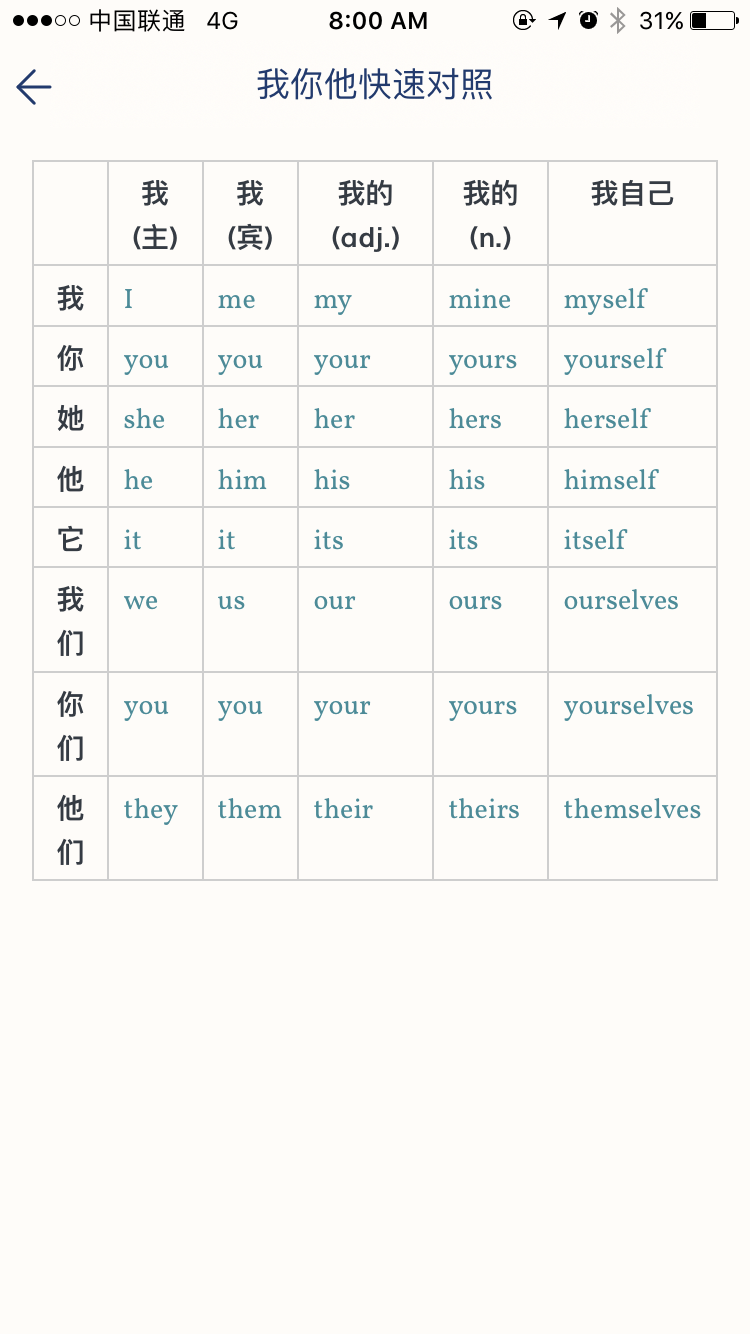 中国联通 4G 8:00 AM 31%
我你他快速对照
我 我 我的 我的 我自己
(主) (宾) (adj.) (n.)
我 I me my mine myself
你 you you your yours yourself
她 she her her hers herself
他 he him his his himself
它 it it its its itself
我 we us our ours ourselves
们
你 you you your yours yourselves
们
他 they them their theirs themselves
们